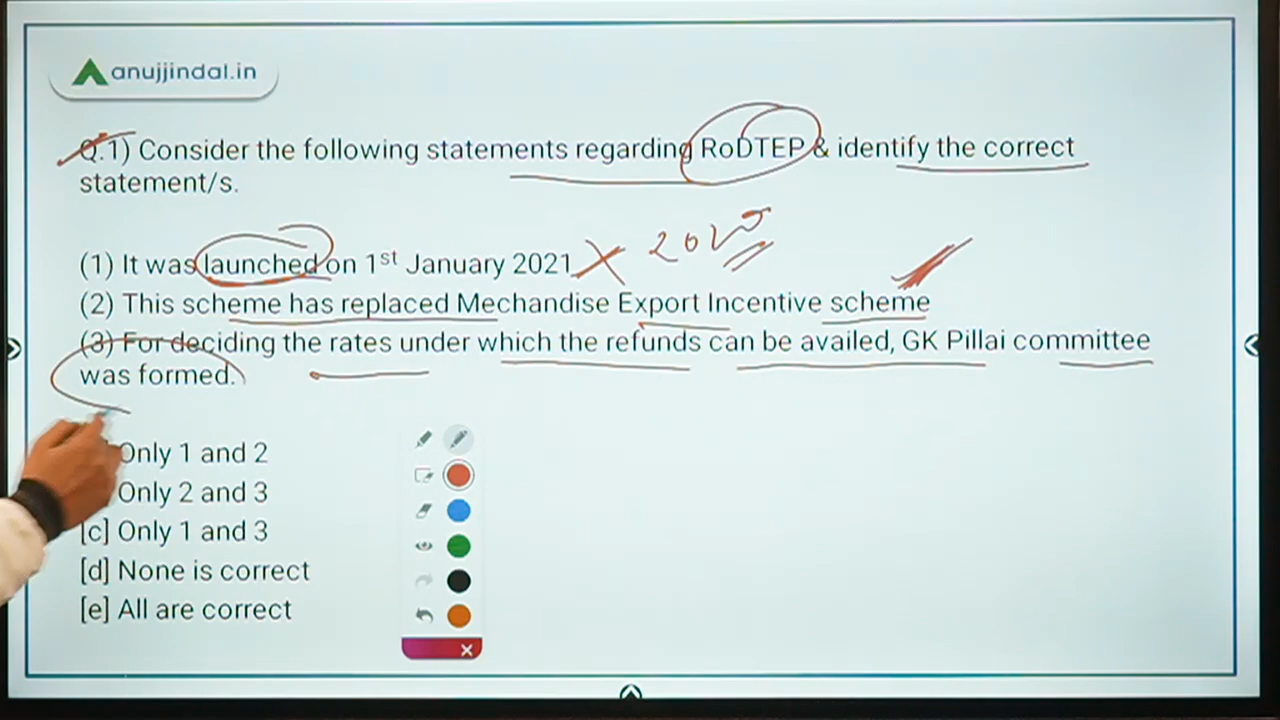 anujjindal.in
Q.1) Consider the following statements regarding RoDTEP & identify the correct
statement/s.
(1) It was launched on 1st January 2021
(2) This scheme has replaced Mechandise Export Incentive scheme
(3) For deciding the rates under which the refunds can be availed, GK Pillai committee
was formed.
Only 1 and 2
Only 2 and 3
[c] Only 1 and 3
[d] None is correct
[e] All are correct